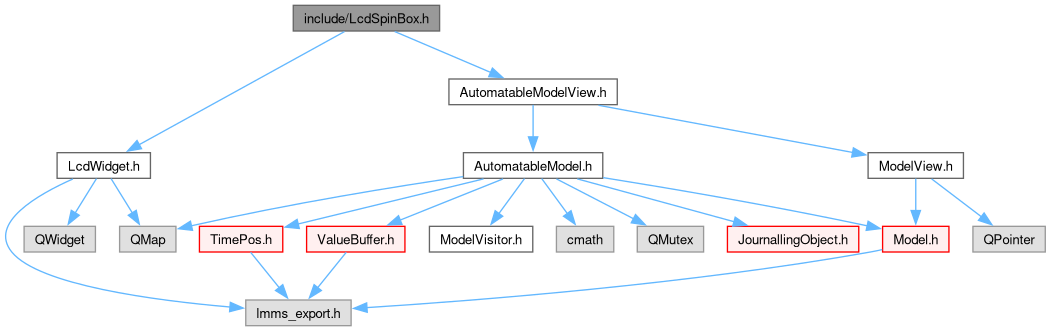 include/LcdSpinBox.h
AutomatableModelView.h
LcdWidget.h
AutomatableModel.h
ModelView.h
QWidget
QMap
TimePos.h
ValueBuffer.h
ModelVisitor.h
cmath
QMutex
JournallingObject.h
Model.h
QPointer
lmms_export.h